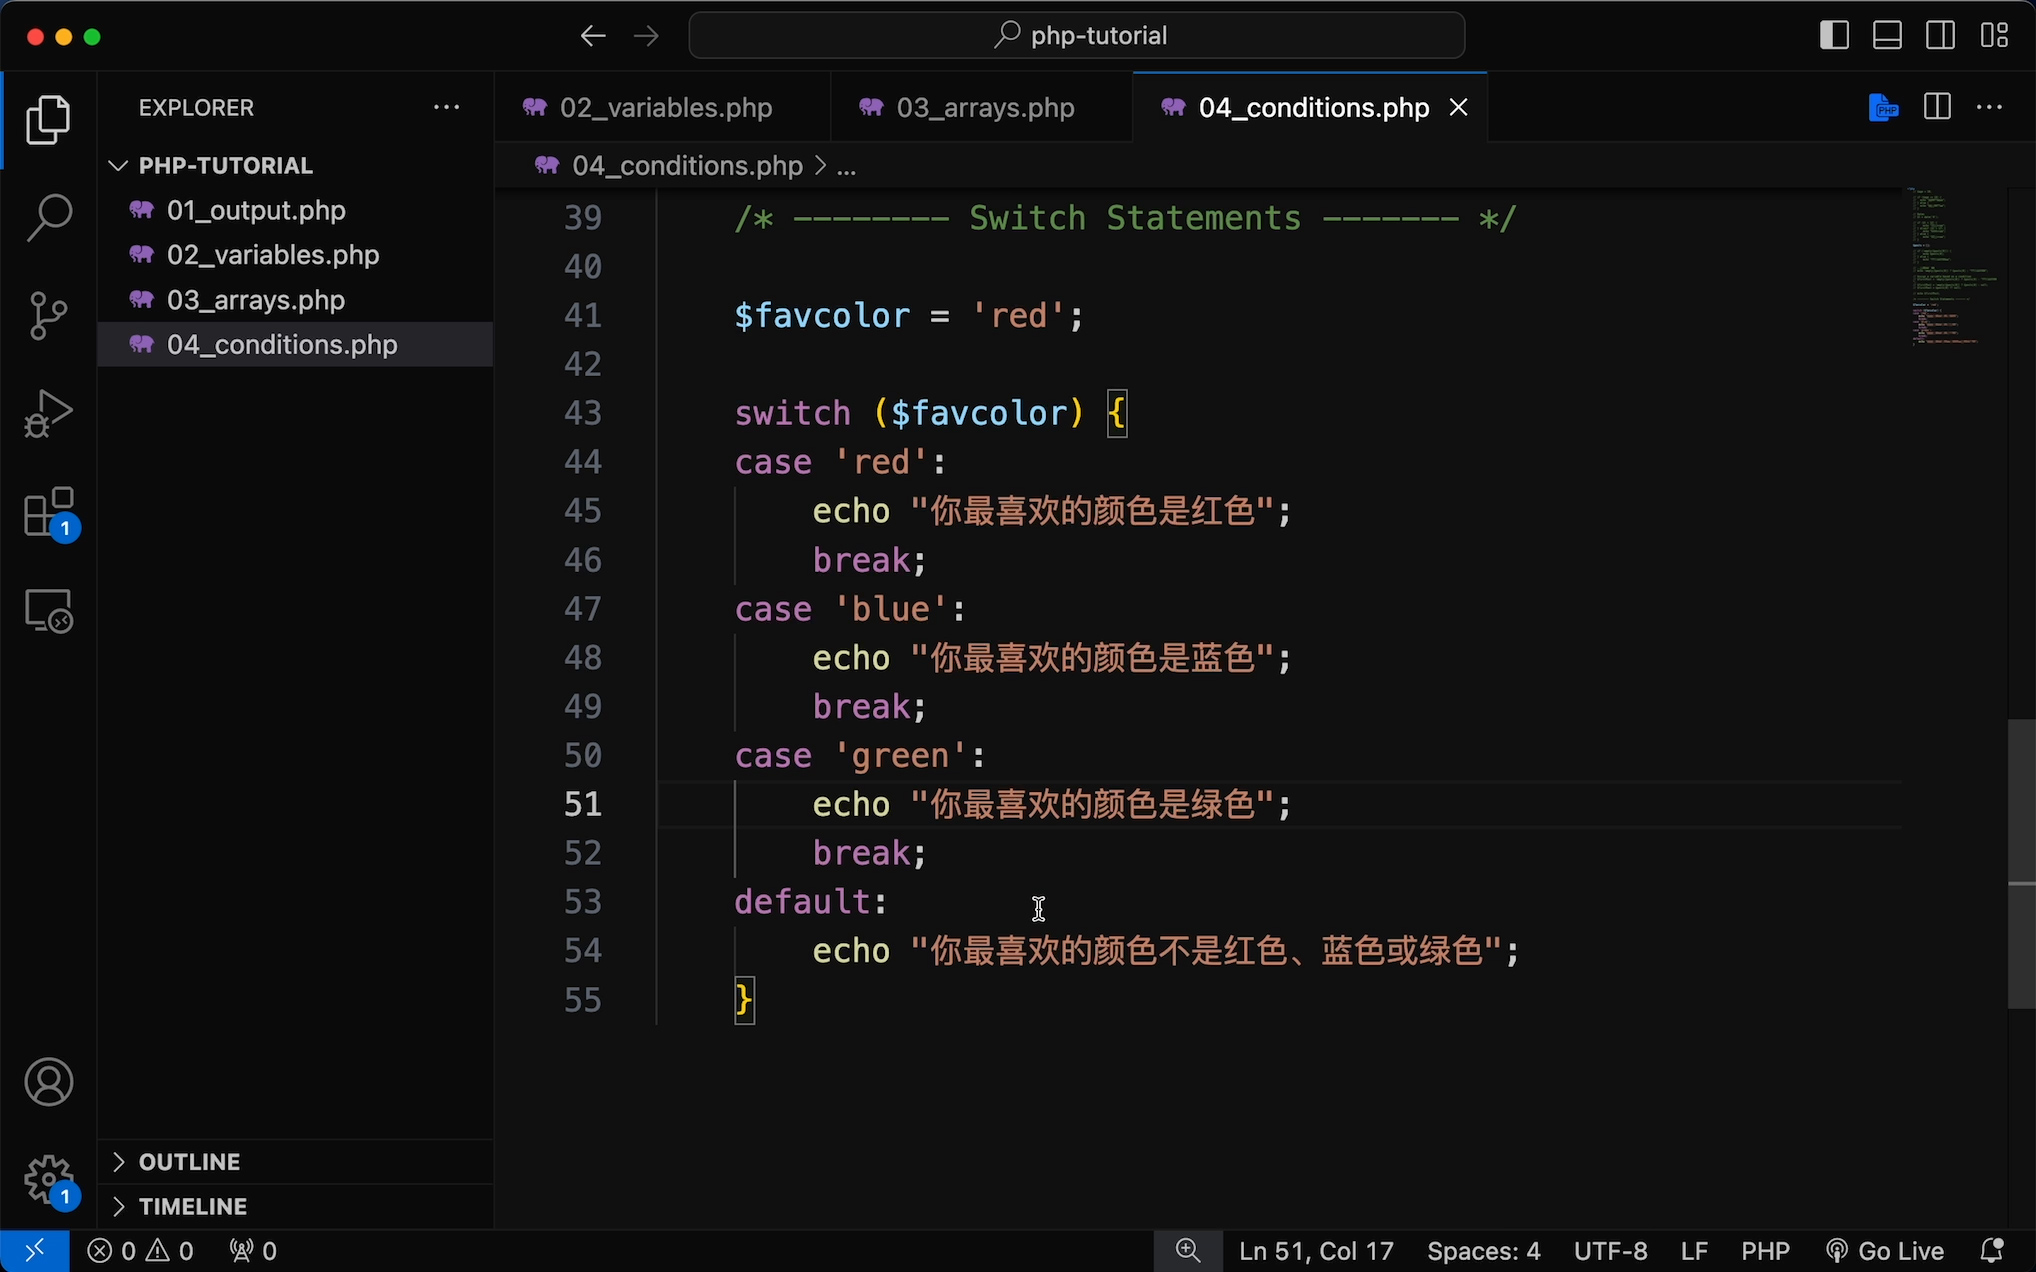 php-tutorial
EXPLORER
PHP-TUTORIAL
01_output.php
02_variables.php
03_arrays.php
04_conditions.php
OUTLINE
TIMELINE
02_variables.php
03_arrays.php
04_conditions.php
PHP
04_conditions.php > ...
39 /* -------- Switch Statements ------- */
40
41 $favcolor = 'red';
42
43 switch ($favcolor) {
44 case 'red':
45 echo "你最喜欢的颜色是红色";
46 break;
47 case 'blue':
48 echo "你最喜欢的颜色是蓝色";
49 break;
50 case 'green':
51 echo "你最喜欢的颜色是绿色";
52 break;
53 default:
54 echo "你最喜欢的颜色不是红色、蓝色或绿色";
55 }
1
1
0 0 0 Ln 51, Col 17 Spaces: 4 UTF-8 LF PHP Go Live